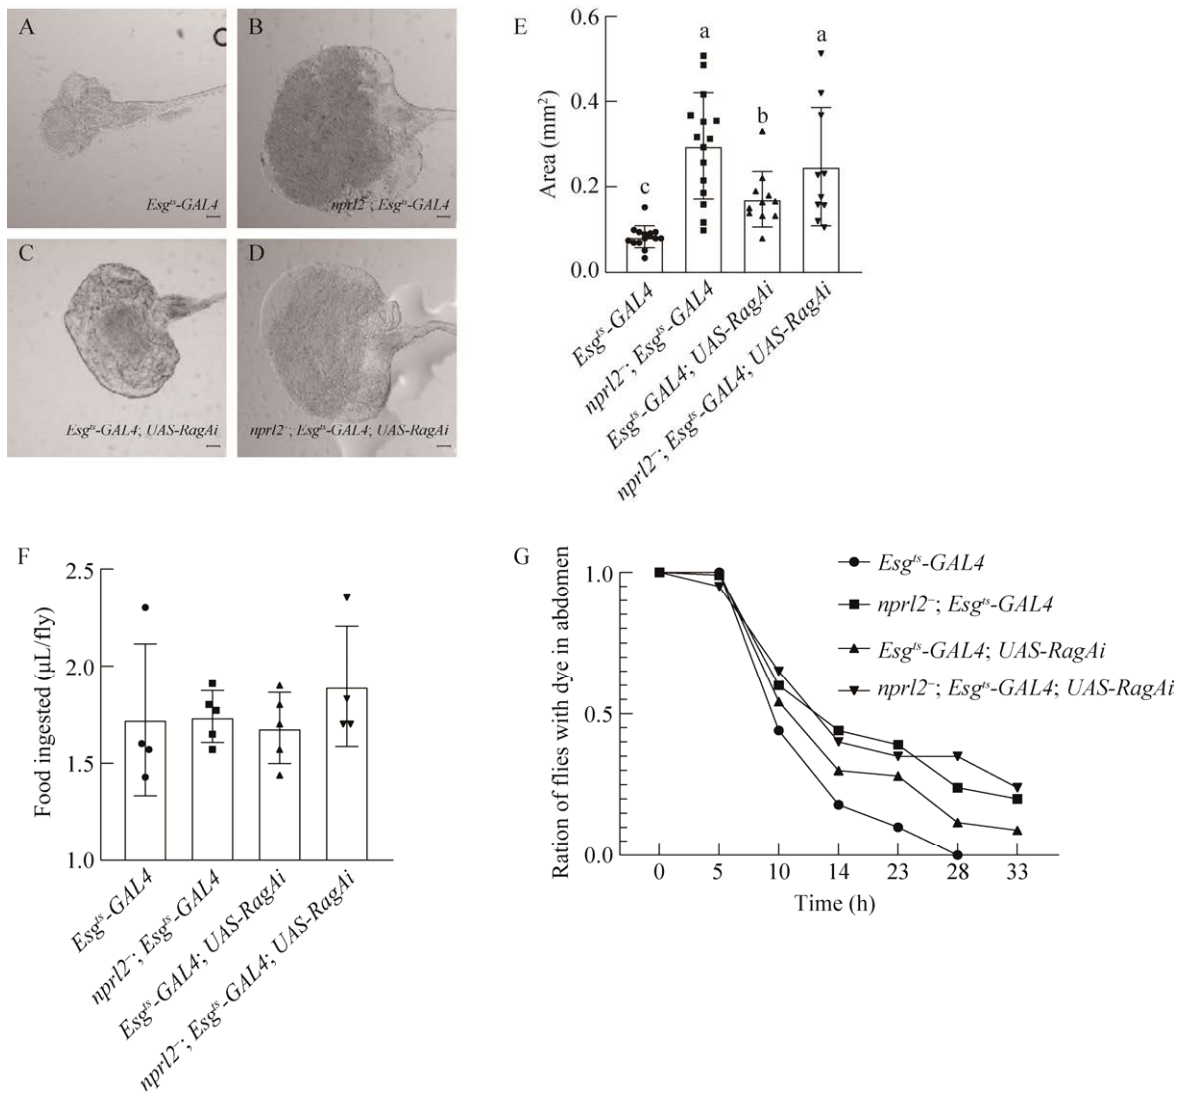 A
Esgᵗˢ-GAL4
B
nprl2⁻; Esgᵗˢ-GAL4
C
Esgᵗˢ-GAL4; UAS-RagAi
D
nprl2⁻; Esgᵗˢ-GAL4; UAS-RagAi
E
Area (mm²)
0.6
0.4
0.2
0.0
c
a
b
a
Esgᵗˢ-GAL4
nprl2⁻; Esgᵗˢ-GAL4
Esgᵗˢ-GAL4; UAS-RagAi
nprl2⁻; Esgᵗˢ-GAL4; UAS-RagAi
F
Food ingested (μL/fly)
2.5
2.0
1.5
1.0
Esgᵗˢ-GAL4
nprl2⁻; Esgᵗˢ-GAL4
Esgᵗˢ-GAL4; UAS-RagAi
nprl2⁻; Esgᵗˢ-GAL4; UAS-RagAi
G
Ration of flies with dye in abdomen
1.0
0.5
0.0
0 5 10 14 23 28 33
Time (h)
Esgᵗˢ-GAL4
nprl2⁻; Esgᵗˢ-GAL4
Esgᵗˢ-GAL4; UAS-RagAi
nprl2⁻; Esgᵗˢ-GAL4; UAS-RagAi